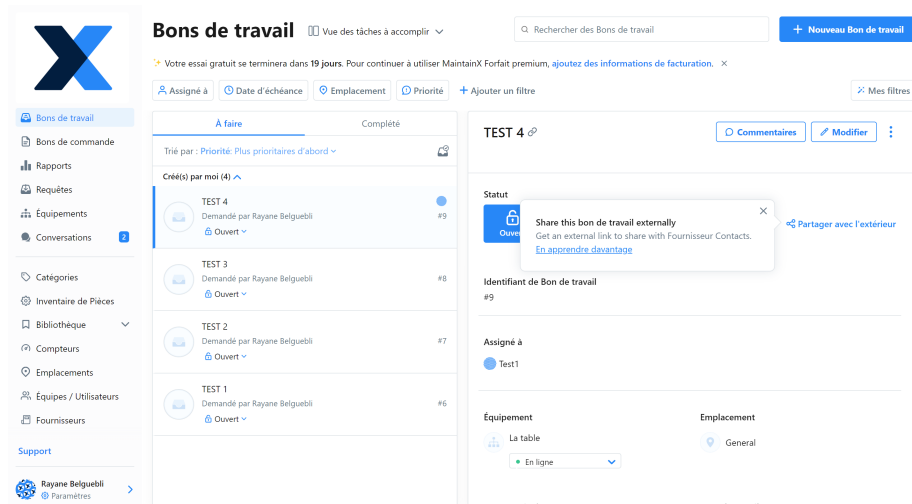 Bons de travail
Vue des tâches à accomplir
Rechercher des Bons de travail
+ Nouveau Bon de travail
Votre essai gratuit se terminera dans 19 jours. Pour continuer à utiliser MaintainX Forfait premium, ajoutez des informations de facturation. ×
Assigné à
Date d'échéance
Emplacement
Priorité
+ Ajouter un filtre
Mes filtres
Bons de travail
Bons de commande
Rapports
Requêtes
Équipements
Conversations
2
Catégories
Inventaire de Pièces
Bibliothèque
Compteurs
Emplacements
Équipes / Utilisateurs
Fournisseurs
Support
Rayane Belguebli
Paramètres
À faire
Complété
Trié par : Priorité: Plus prioritaires d'abord
Créé(s) par moi (4)
TEST 4
Demandé par Rayane Belguebli
#9
Ouvert
TEST 3
Demandé par Rayane Belguebli
#8
Ouvert
TEST 2
Demandé par Rayane Belguebli
#7
Ouvert
TEST 1
Demandé par Rayane Belguebli
#6
Ouvert
TEST 4
Commentaires
Modifier
Statut
Share this bon de travail externally
Get an external link to share with Fournisseur Contacts.
En apprendre davantage
Partager avec l'extérieur
Identifiant de Bon de travail
#9
Assigné à
Test1
Équipement
La table
En ligne
Emplacement
General